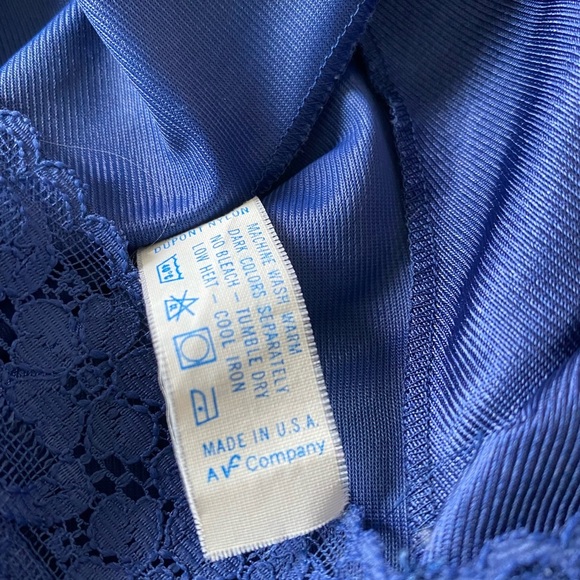 DUPONT NYLON
MACHINE WASH WARM
DARK COLORS SEPARATELY
NO BLEACH - TUMBLE DRY
LOW HEAT - COOL IRON
MADE IN U.S.A.
A VF Company